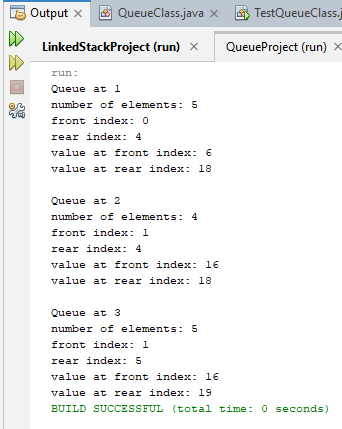 Output × QueueClass.java × TestQueueClass.j
LinkedStackProject (run) × QueueProject (run) ×
run:
Queue at 1
number of elements: 5
front index: 0
rear index: 4
value at front index: 6
value at rear index: 18
Queue at 2
number of elements: 4
front index: 1
rear index: 4
value at front index: 16
value at rear index: 18
Queue at 3
number of elements: 5
front index: 1
rear index: 5
value at front index: 16
value at rear index: 19
BUILD SUCCESSFUL (total time: 0 seconds)